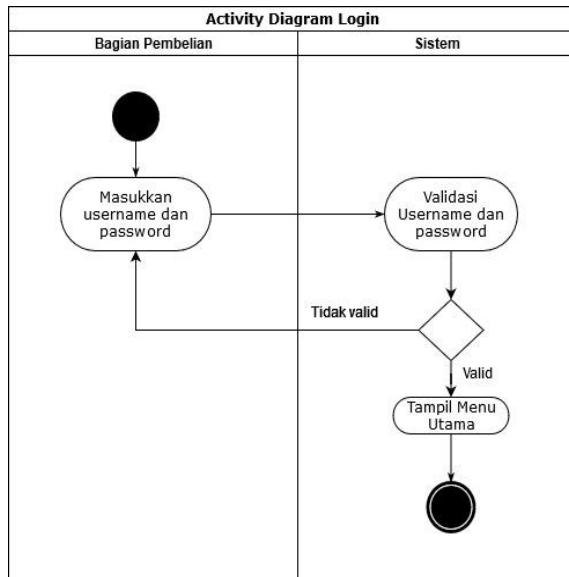 Activity Diagram Login
Bagian Pembelian
Sistem
Masukkan
username dan
password
Validasi
Username dan
password
Tidak valid
Valid
Tampil Menu
Utama